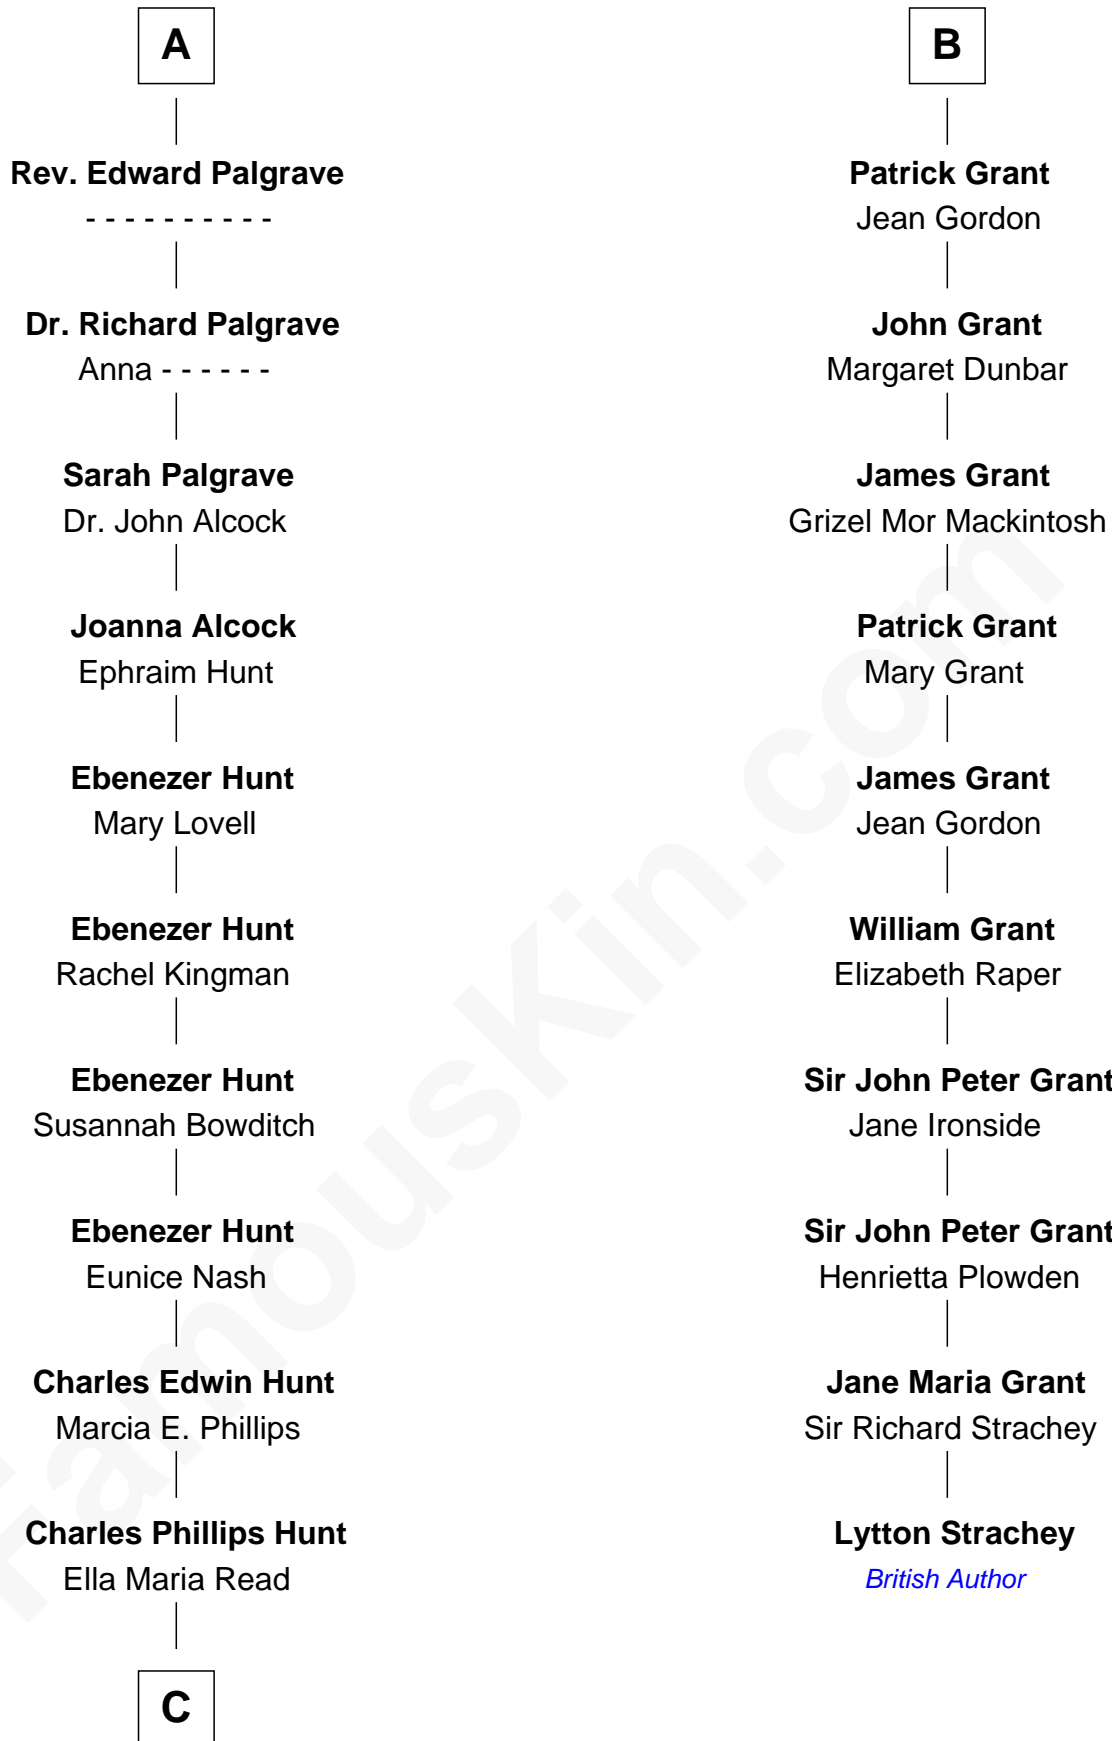 A
Rev. Edward Palgrave
- - - - - - - - - -
Dr. Richard Palgrave
Anna - - - - - -
Sarah Palgrave
Dr. John Alcock
Joanna Alcock
Ephraim Hunt
Ebenezer Hunt
Mary Lovell
Ebenezer Hunt
Rachel Kingman
Ebenezer Hunt
Susannah Bowditch
Ebenezer Hunt
Eunice Nash
Charles Edwin Hunt
Marcia E. Phillips
Charles Phillips Hunt
Ella Maria Read
C
B
Patrick Grant
Jean Gordon
John Grant
Margaret Dunbar
James Grant
Grizel Mor Mackintosh
Patrick Grant
Mary Grant
James Grant
Jean Gordon
William Grant
Elizabeth Raper
Sir John Peter Grant
Jane Ironside
Sir John Peter Grant
Henrietta Plowden
Jane Maria Grant
Sir Richard Strachey
Lytton Strachey
British Author
FamousKin.com